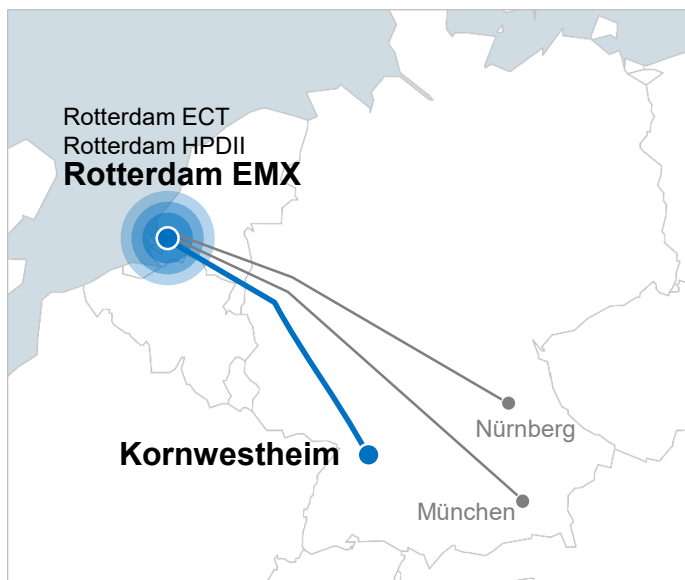 Rotterdam ECT
Rotterdam HPDII
Rotterdam EMX
Nürnberg
Kornwestheim
München